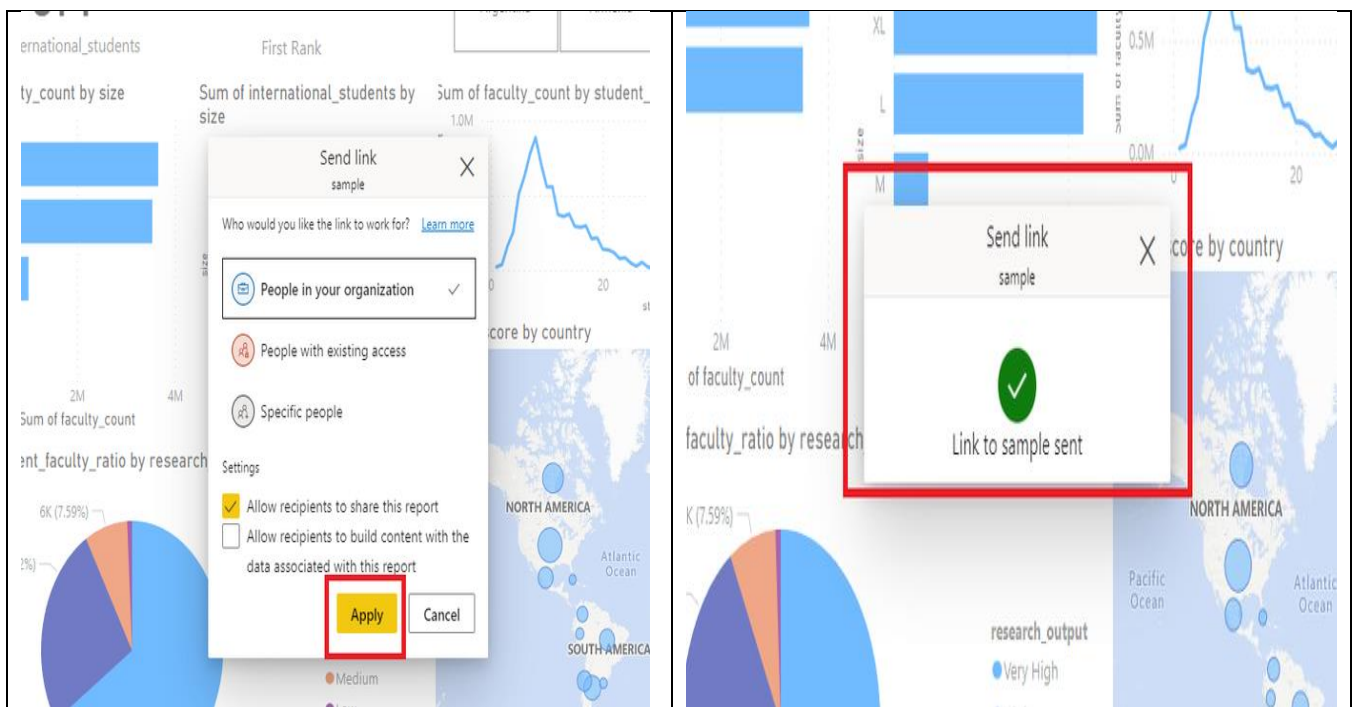 ernational_students
First Rank
ty_count by size
Sum of international_students by
size
Sum of faculty_count by student_
1.0M
Send link
sample
Who would you like the link to work for? Learn more
size
People in your organization
0
20
People with existing access
score by country
Specific people
2M
4M
Sum of faculty_count
ent_faculty_ratio by research
Settings
Allow recipients to share this report
Allow recipients to build content with the
data associated with this report
6K (7.59%)
2%)
NORTH AMERICA
Atlantic
Ocean
Apply
Cancel
SOUTH AMERICA
Medium
XL
L
M
size
0.5M
0.0M
0
20
Send link
sample
core by country
2M
4M
of faculty_count
Link to sample sent
faculty_ratio by research
K (7.59%)
NORTH AMERICA
Pacific
Ocean
Atlantic
Ocean
research_output
Very High